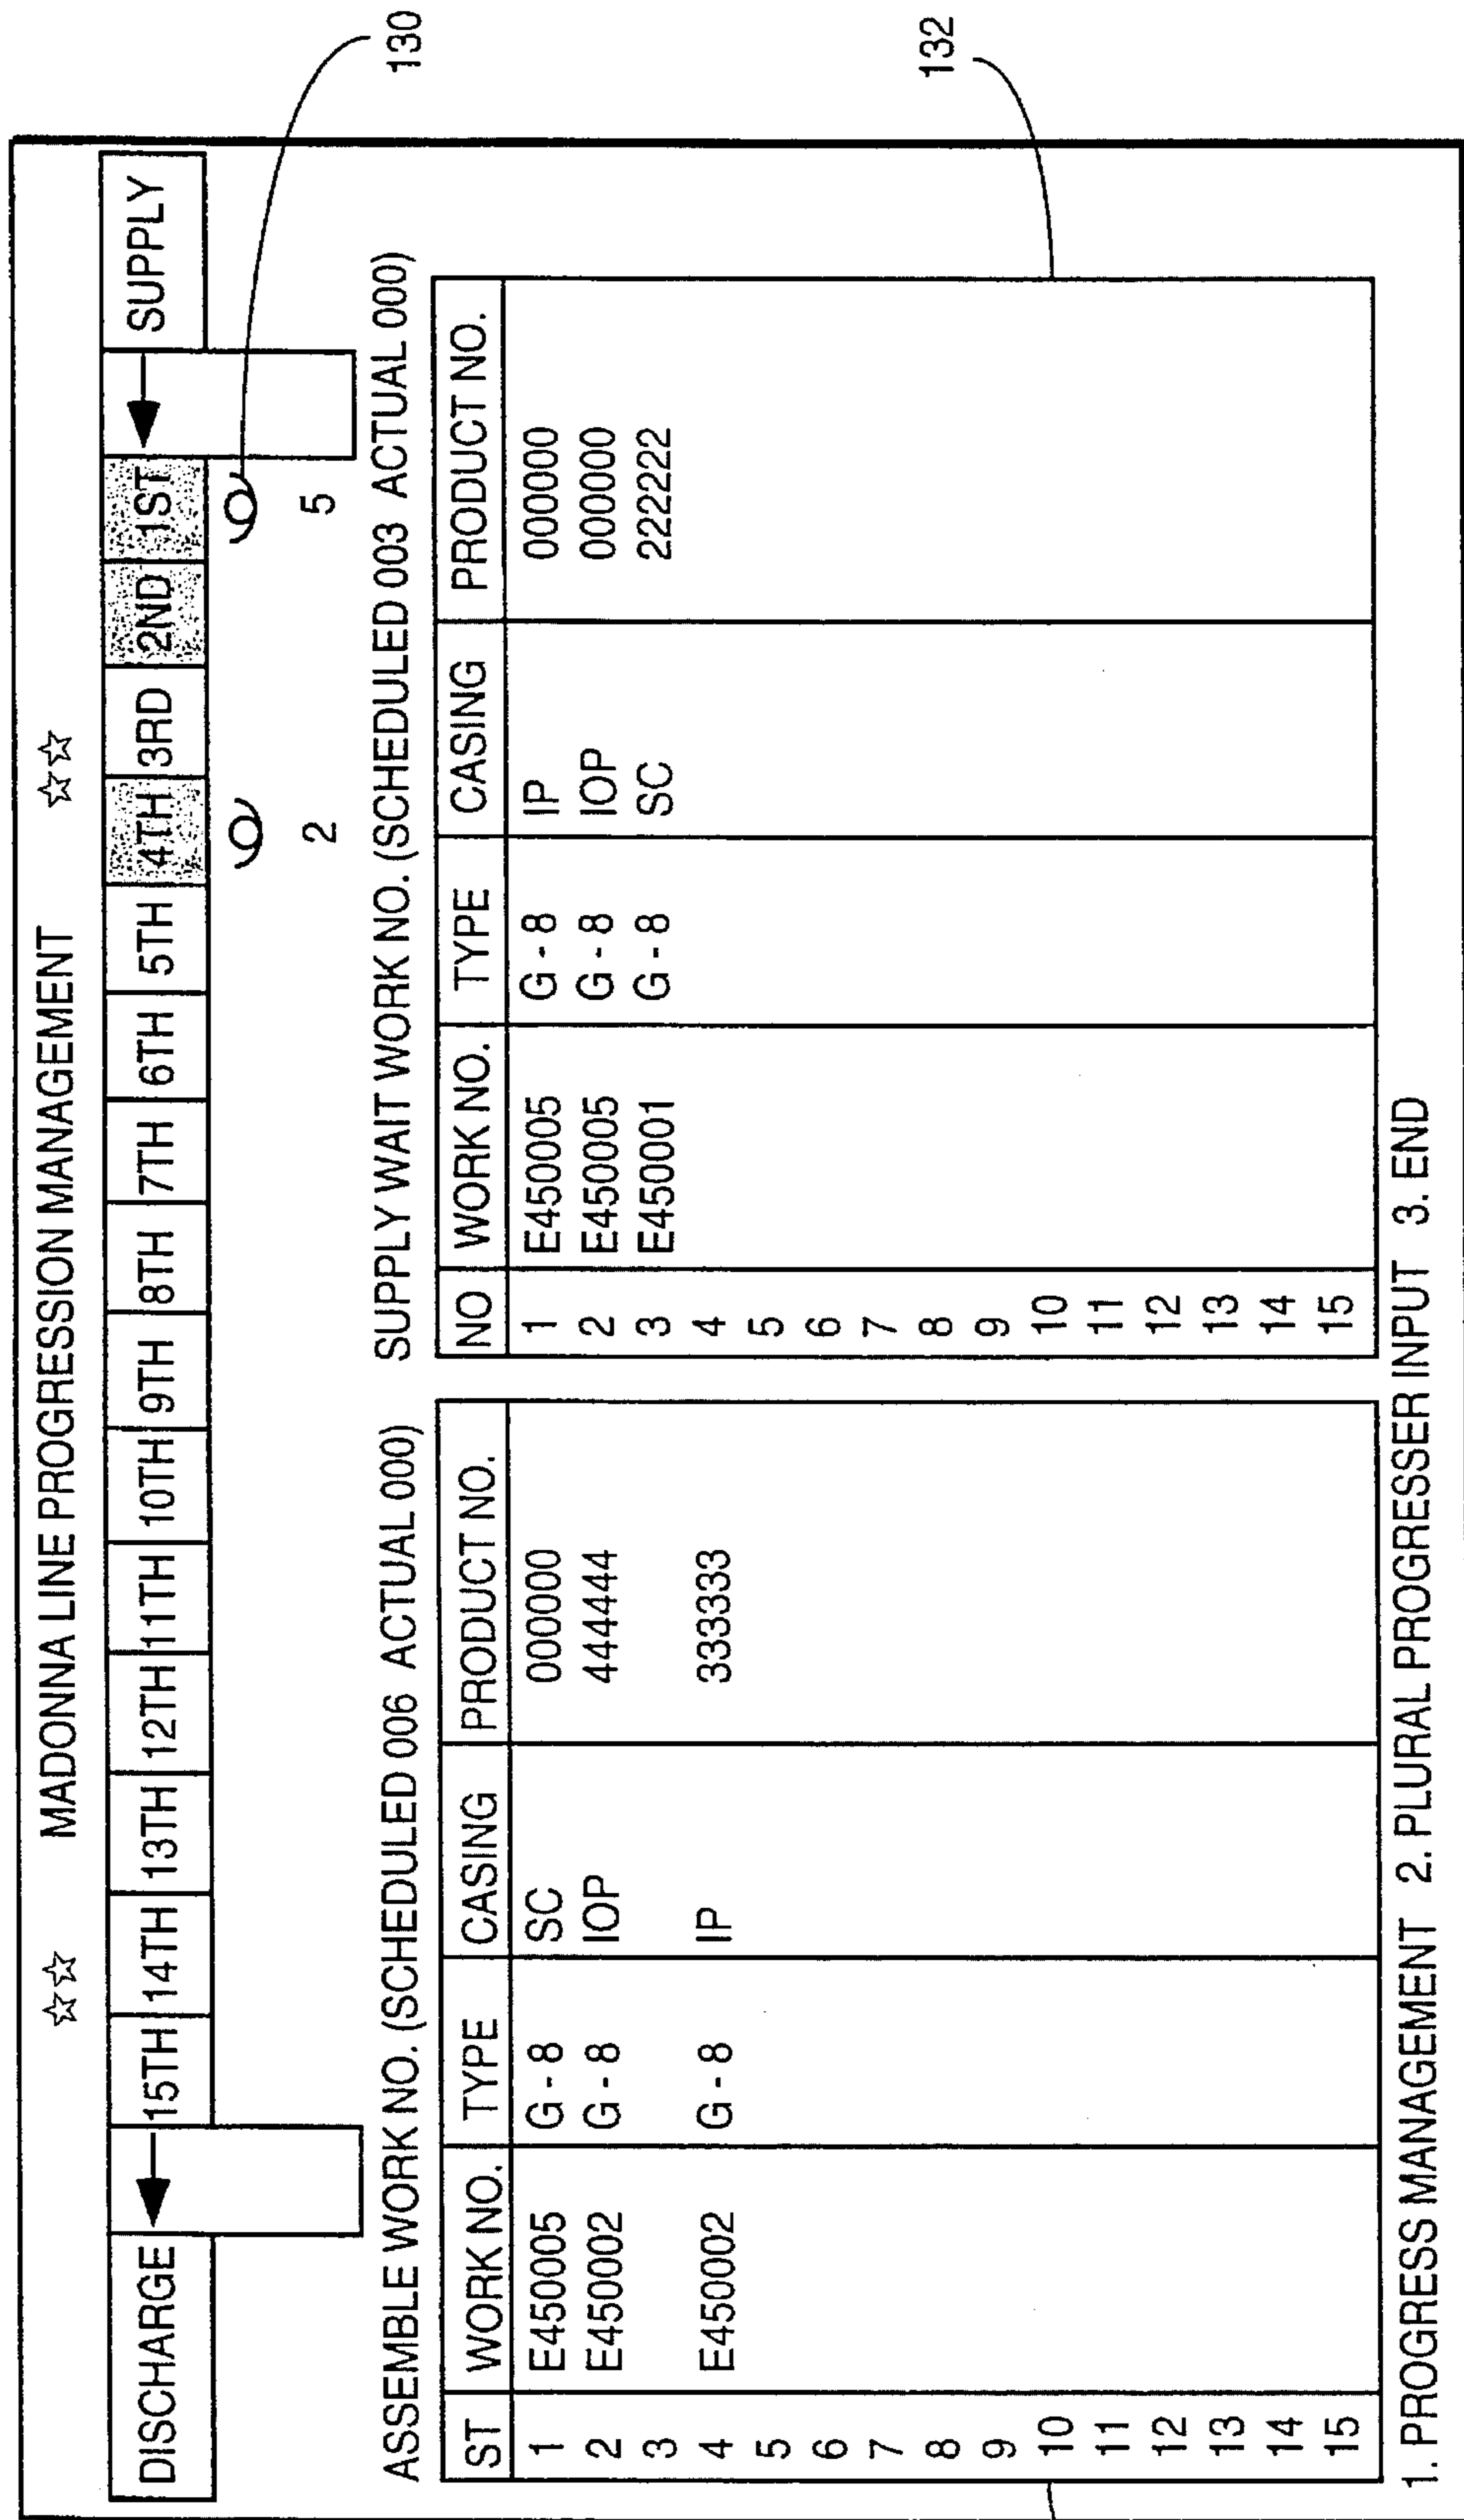 ☆☆ MADONNA LINE PROGRESSION MANAGEMENT ☆☆
DISCHARGE 15TH 14TH 13TH 12TH 11TH 10TH 9TH 8TH 7TH 6TH 5TH 4TH 3RD 2ND 1ST SUPPLY
2 5
130
ASSEMBLE WORK NO. (SCHEDULED 006 ACTUAL 000)
ST WORK NO. TYPE CASING PRODUCT NO.
1 E450005 G-8 SC 000000
2 E450002 G-8 IOP 444444
3
4 E450002 G-8 IP 333333
5
6
7
8
9
10
11
12
13
14
15
SUPPLY WAIT WORK NO. (SCHEDULED 003 ACTUAL 000)
NO WORK NO. TYPE CASING PRODUCT NO.
1 E450005 G-8 IP 000000
2 E450005 G-8 IOP 000000
3 E450001 G-8 SC 222222
4
5
6
7
8
9
10
11
12
13
14
15
132
1. PROGRESS MANAGEMENT 2. PLURAL PROGRESSER INPUT 3. END